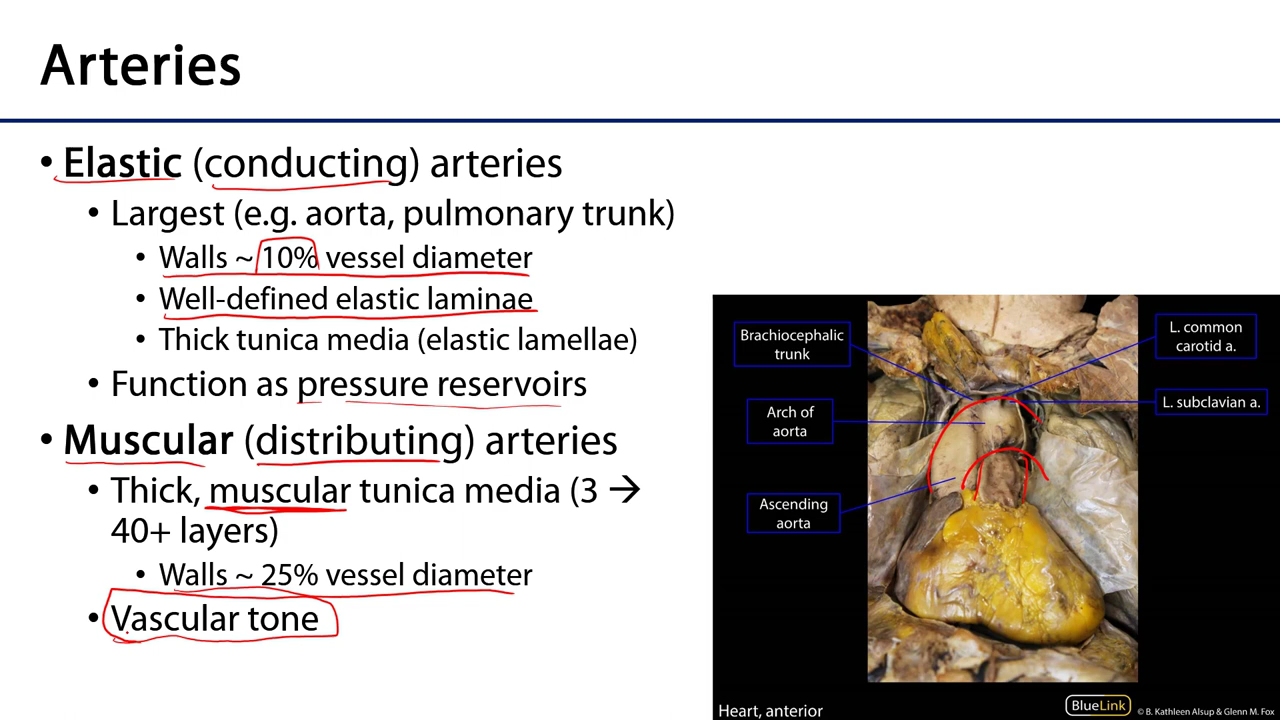 Arteries
• Elastic (conducting) arteries
• Largest (e.g. aorta, pulmonary trunk)
• Walls ~ 10% vessel diameter
• Well-defined elastic laminae
• Thick tunica media (elastic lamellae)
• Function as pressure reservoirs
• Muscular (distributing) arteries
• Thick, muscular tunica media (3 →
40+ layers)
• Walls ~ 25% vessel diameter
• Vascular tone
Brachiocephalic
trunk
Arch of
aorta
Ascending
aorta
L. common
carotid a.
L. subclavian a.
Heart, anterior
BlueLink
© B. Kathleen Alsup & Glenn M. Fox